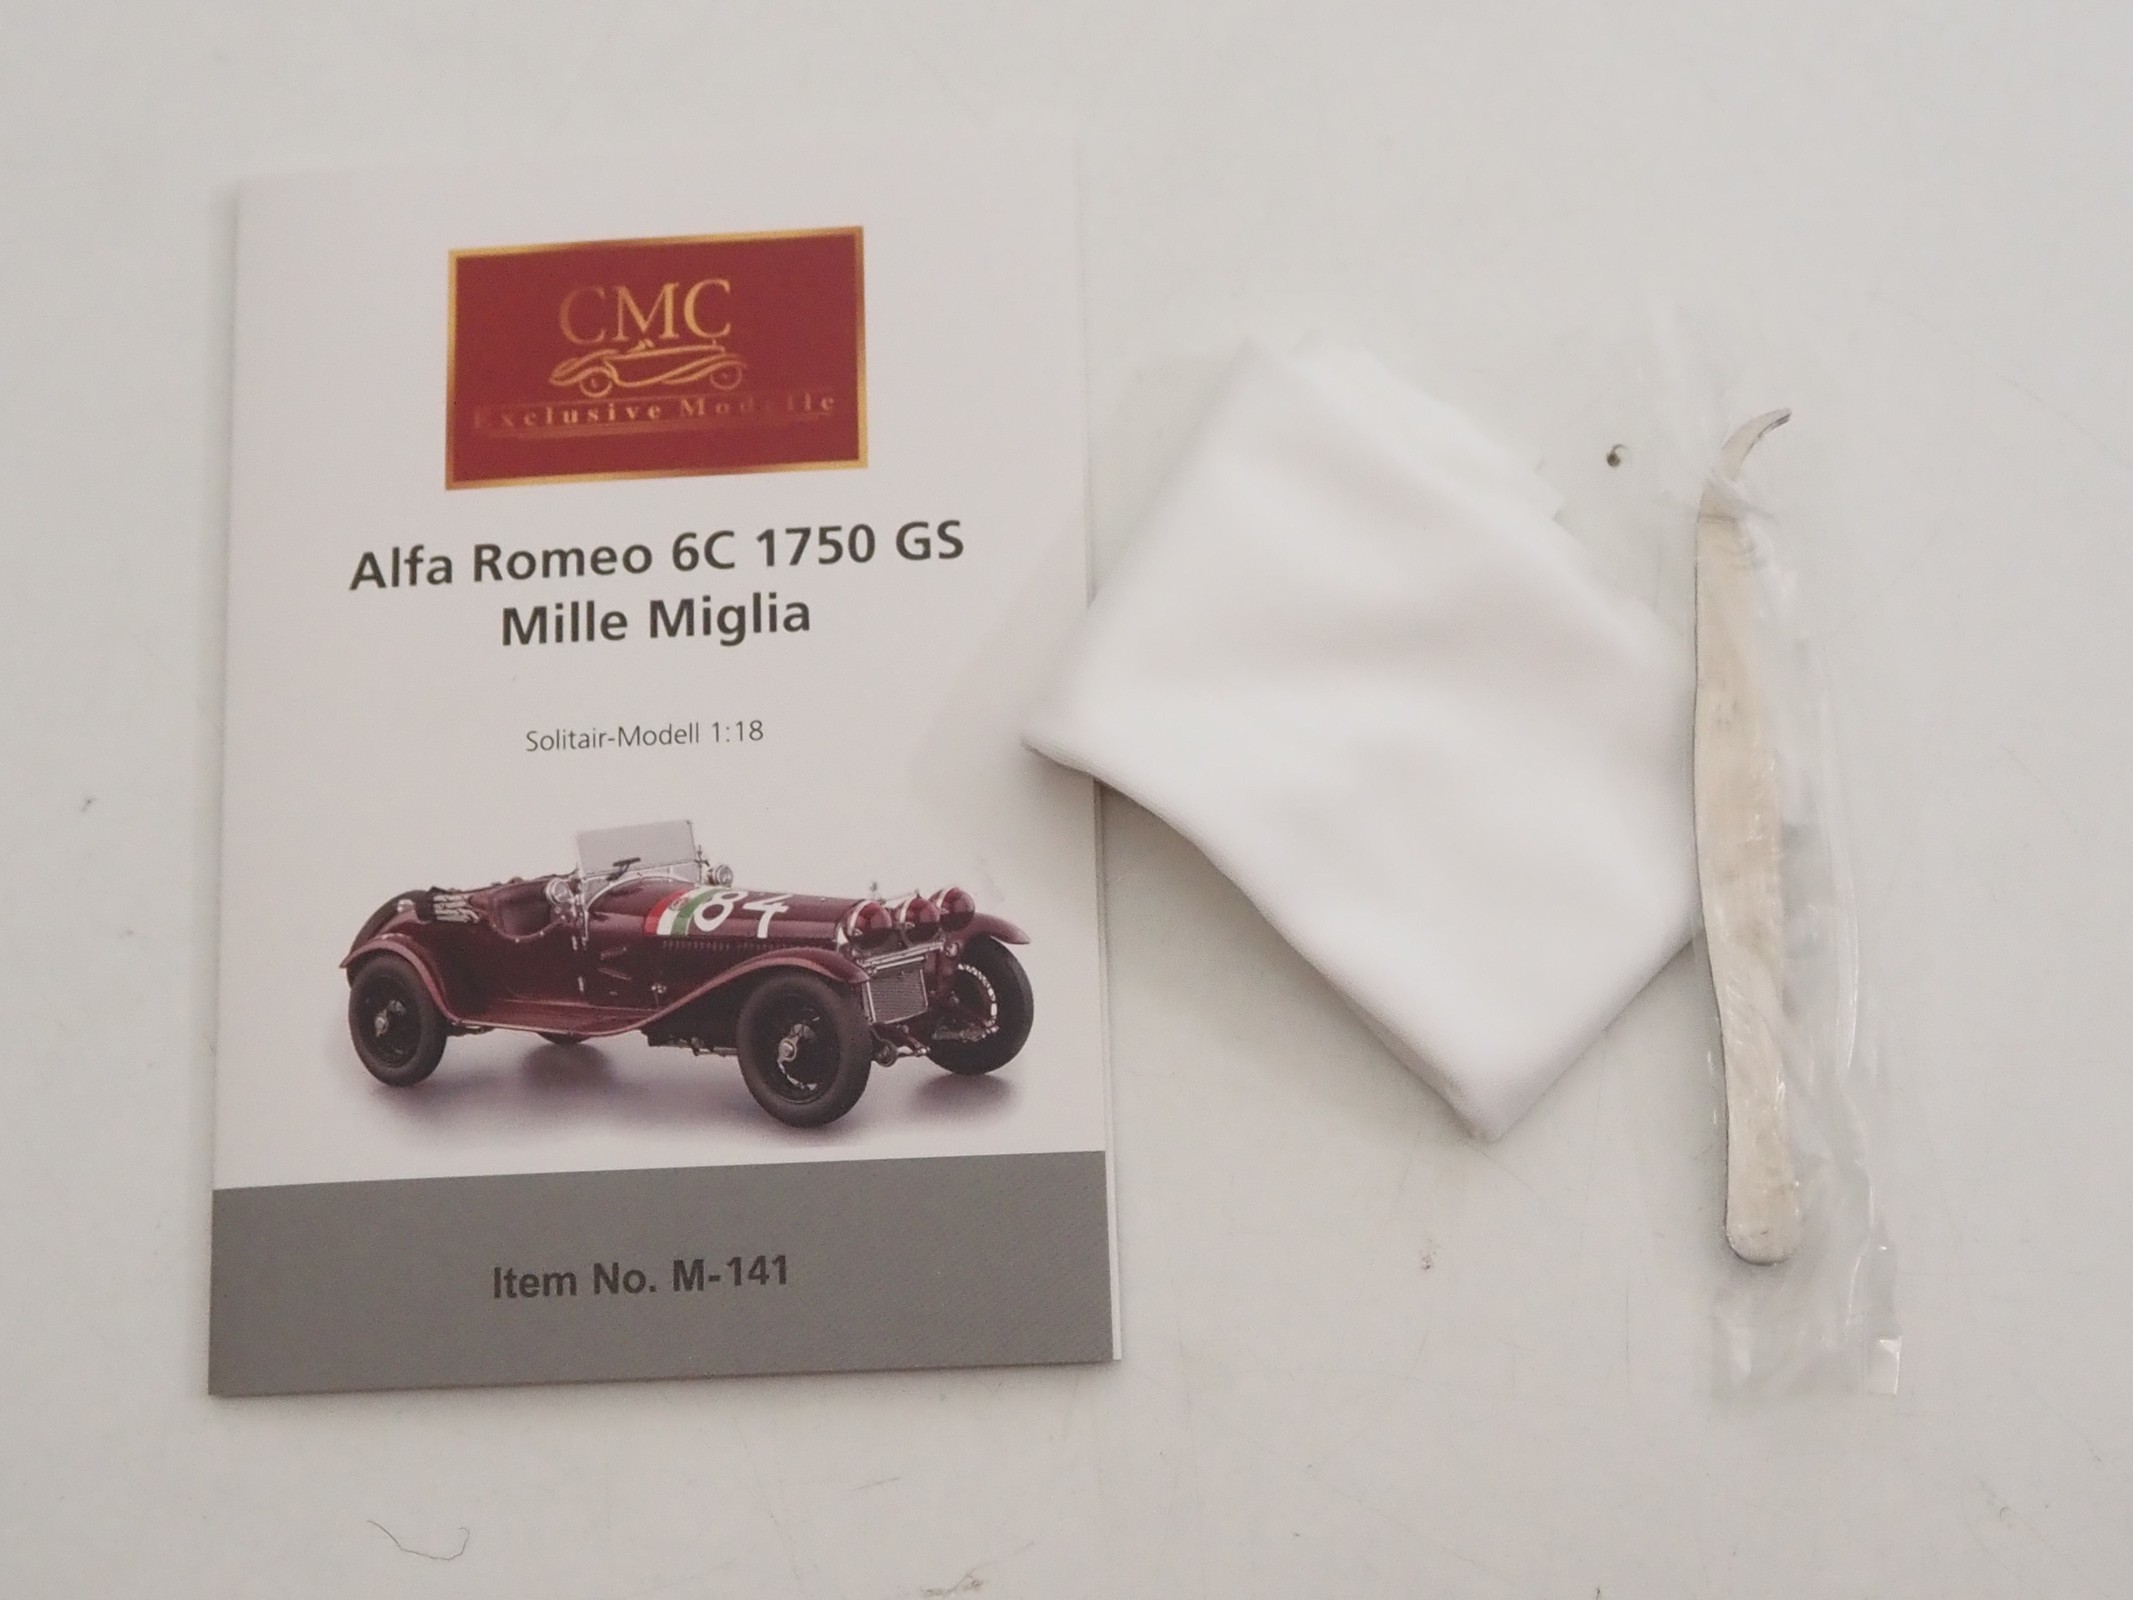 CMC
Exclusive Modelle
Alfa Romeo 6C 1750 GS
Mille Miglia
Solitair-Modell 1:18
84
Item No. M-141